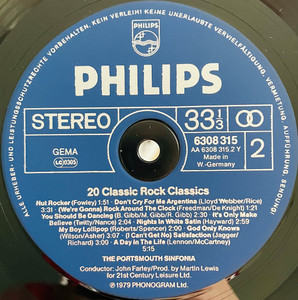 ALLE URHEBER- UND LEISTUNGSSCHUTZRECHTE VORBEHALTEN. KEIN VERLEIH! KEINE UNERLAUBTE VERVIELFÄLTIGUNG, VERMIETUNG, AUFFÜHRUNG, SENDUNG!
PHILIPS
STEREO
33 1/3
GEMA
LC 0305
6308 315
AA 6308 315 2 Y
Made in
W.-Germany
2
20 Classic Rock Classics
Nut Rocker (Fowley) 1:51 · Don't Cry For Me Argentina (Lloyd Webber/Rice)
3:31 · (We're Gonna) Rock Around The Clock (Freedman/De Knight) 1:21
You Should Be Dancing (B. Gibb/M. Gibb/R. Gibb) 2:30 · It's Only Make
Believe (Twitty/Nance) 2:04 · Nights In White Satin (Hayward) 2:22
My Boy Lollipop (Roberts/Spencer) 1:00 · God Only Knows
(Wilson/Asher) 3:07 · (I Can't Get No) Satisfaction (Jagger/
Richard) 3:09 · A Day In The Life (Lennon/McCartney)
5:15
THE PORTSMOUTH SINFONIA
Conductor: John Farley/Prod. by Martin Lewis
for 21st Century Leisure Ltd.
℗ 1979 PHONOGRAM Ltd.